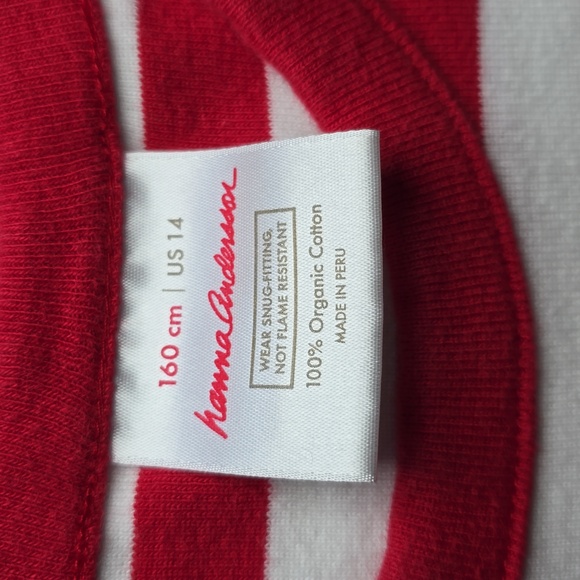 160 cm | US 14
hanna andersson
WEAR SNUG-FITTING,
NOT FLAME RESISTANT
100% Organic Cotton
MADE IN PERU